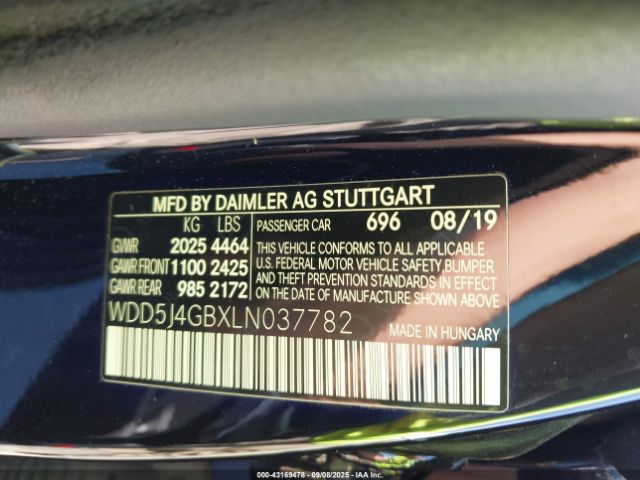 MFD BY DAIMLER AG STUTTGART
KG LBS PASSENGER CAR 696 08/19
GVWR 2025 4464 THIS VEHICLE CONFORMS TO ALL APPLICABLE
GAWR FRONT 1100 2425 U.S. FEDERAL MOTOR VEHICLE SAFETY, BUMPER
GAWR REAR 985 2172 AND THEFT PREVENTION STANDARDS IN EFFECT
ON THE DATE OF MANUFACTURE SHOWN ABOVE.
WDD5J4GBXLN037782
MADE IN HUNGARY
000-43169478 - 09/08/2025 - ©IAA, Inc.